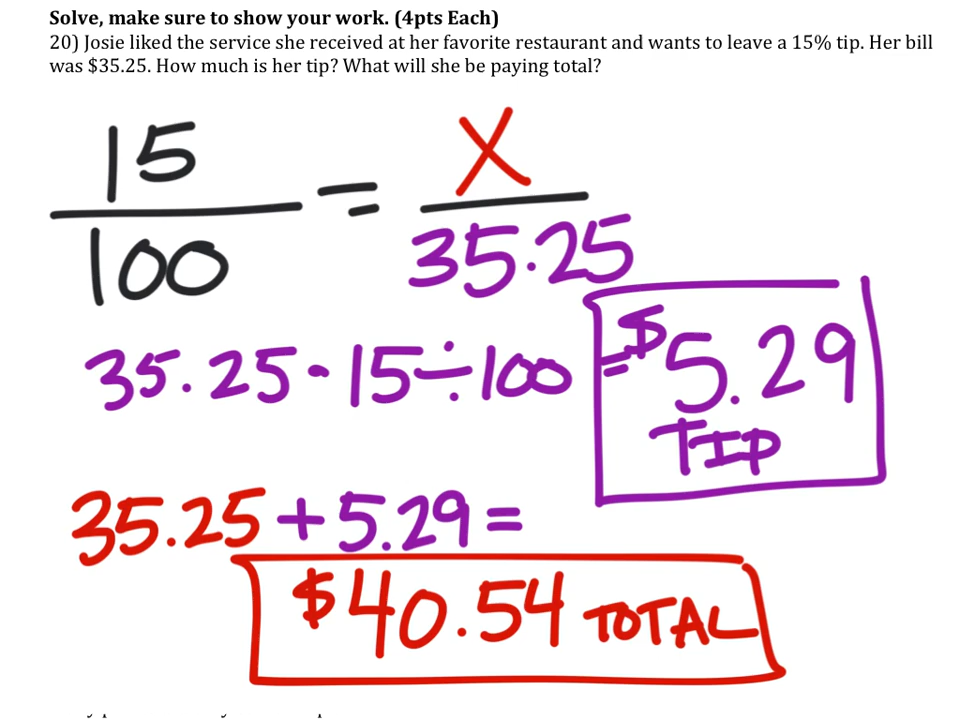 Solve, make sure to show your work. (4pts Each)
20) Josie liked the service she received at her favorite restaurant and wants to leave a 15% tip. Her bill
was $35.25. How much is her tip? What will she be paying total?
15/100 = X/35.25
35.25 · 15 ÷ 100 = $5.29
TIP
35.25 + 5.29 =
$40.54 TOTAL